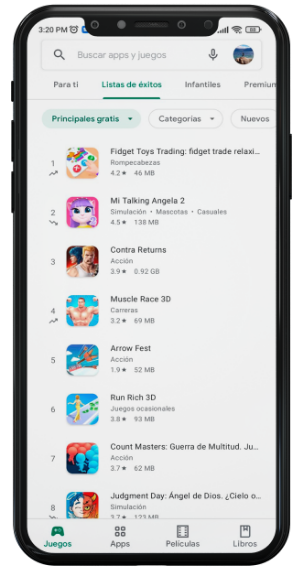 3:20 PM
Buscar apps y juegos
Para ti
Listas de éxitos
Infantiles
Premium
Principales gratis
Categorías
Nuevos
1
Fidget Toys Trading: fidget trade relaxi...
Rompecabezas
4.2★ 46 MB
2
Mi Talking Angela 2
Simulación • Mascotas • Casuales
4.5★ 138 MB
3
Contra Returns
Acción
3.9★ 0.92 GB
4
Muscle Race 3D
Carreras
3.2★ 69 MB
5
Arrow Fest
Acción
1.9★ 52 MB
6
Run Rich 3D
Juegos ocasionales
3.8★ 93 MB
7
Count Masters: Guerra de Multitud. Ju...
Acción
3.7★ 62 MB
8
Judgment Day: Ángel de Dios. ¿Cielo o...
Simulación
3.7★ 123 MB
Juegos
Apps
Películas
Libros